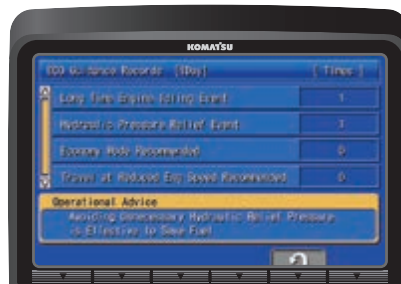 KOMATSU
ECO Guidance Records [1Day] [ Times ]
Long Time Engine Idling Event 1
Hydraulic Pressure Relief Event
Economy Mode Recommended 0
Travel at Reduced Eng Speed Recommended 0
Operational Advice
Avoiding Unnecessary Hydraulic Relief Pressure
is Effective to Save Fuel